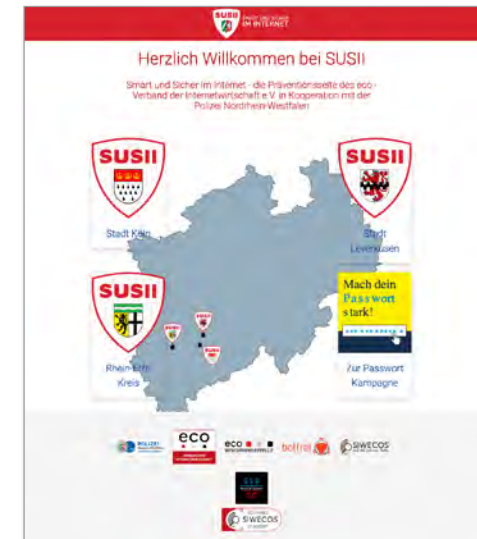 SUSII
SMART UND SICHER
IM INTERNET
Herzlich Willkommen bei SUSII
Smart und Sicher im Internet - die Präventionsseite des eco -
Verband der Internetwirtschaft e.V. in Kooperation mit der
Polizei Nordrhein-Westfalen
SUSII
Stadt Köln
SUSII
Stadt
Leverkusen
SUSII
Rhein-Erft-
Kreis
Mach dein
Passwort
stark!
Zur Passwort
Kampagne
POLIZEI
eco
eco
BESCHWERDESTELLE
botfrei
SIWECOS
SIWECOS